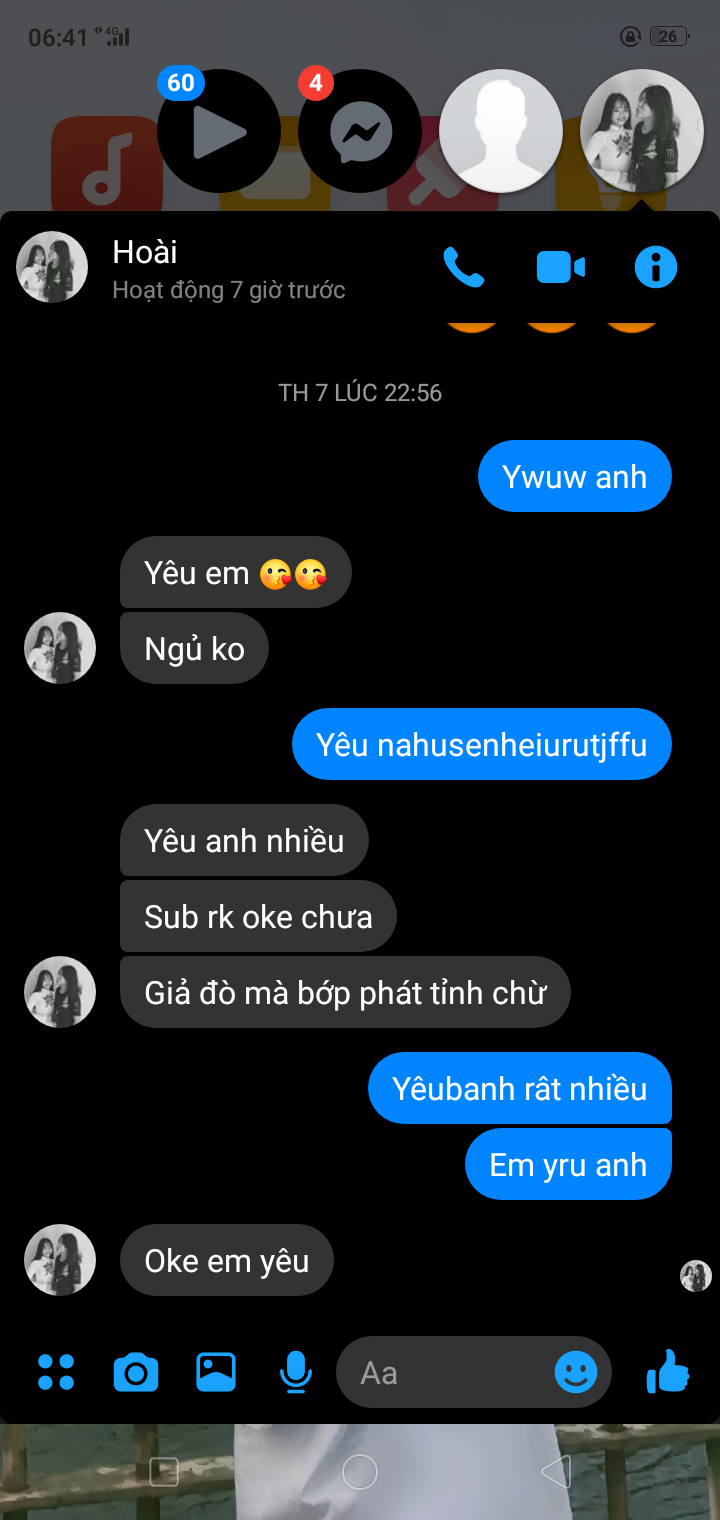 06:41
4G
26
60
4
Hoài
Hoạt động 7 giờ trước
TH 7 LÚC 22:56
Ywuw anh
Yêu em 😘😘
Ngủ ko
Yêu nahusenheiurutjffu
Yêu anh nhiều
Sub rk oke chưa
Giả đò mà bớp phát tỉnh chừ
Yêubanh rât nhiều
Em yru anh
Oke em yêu
Aa